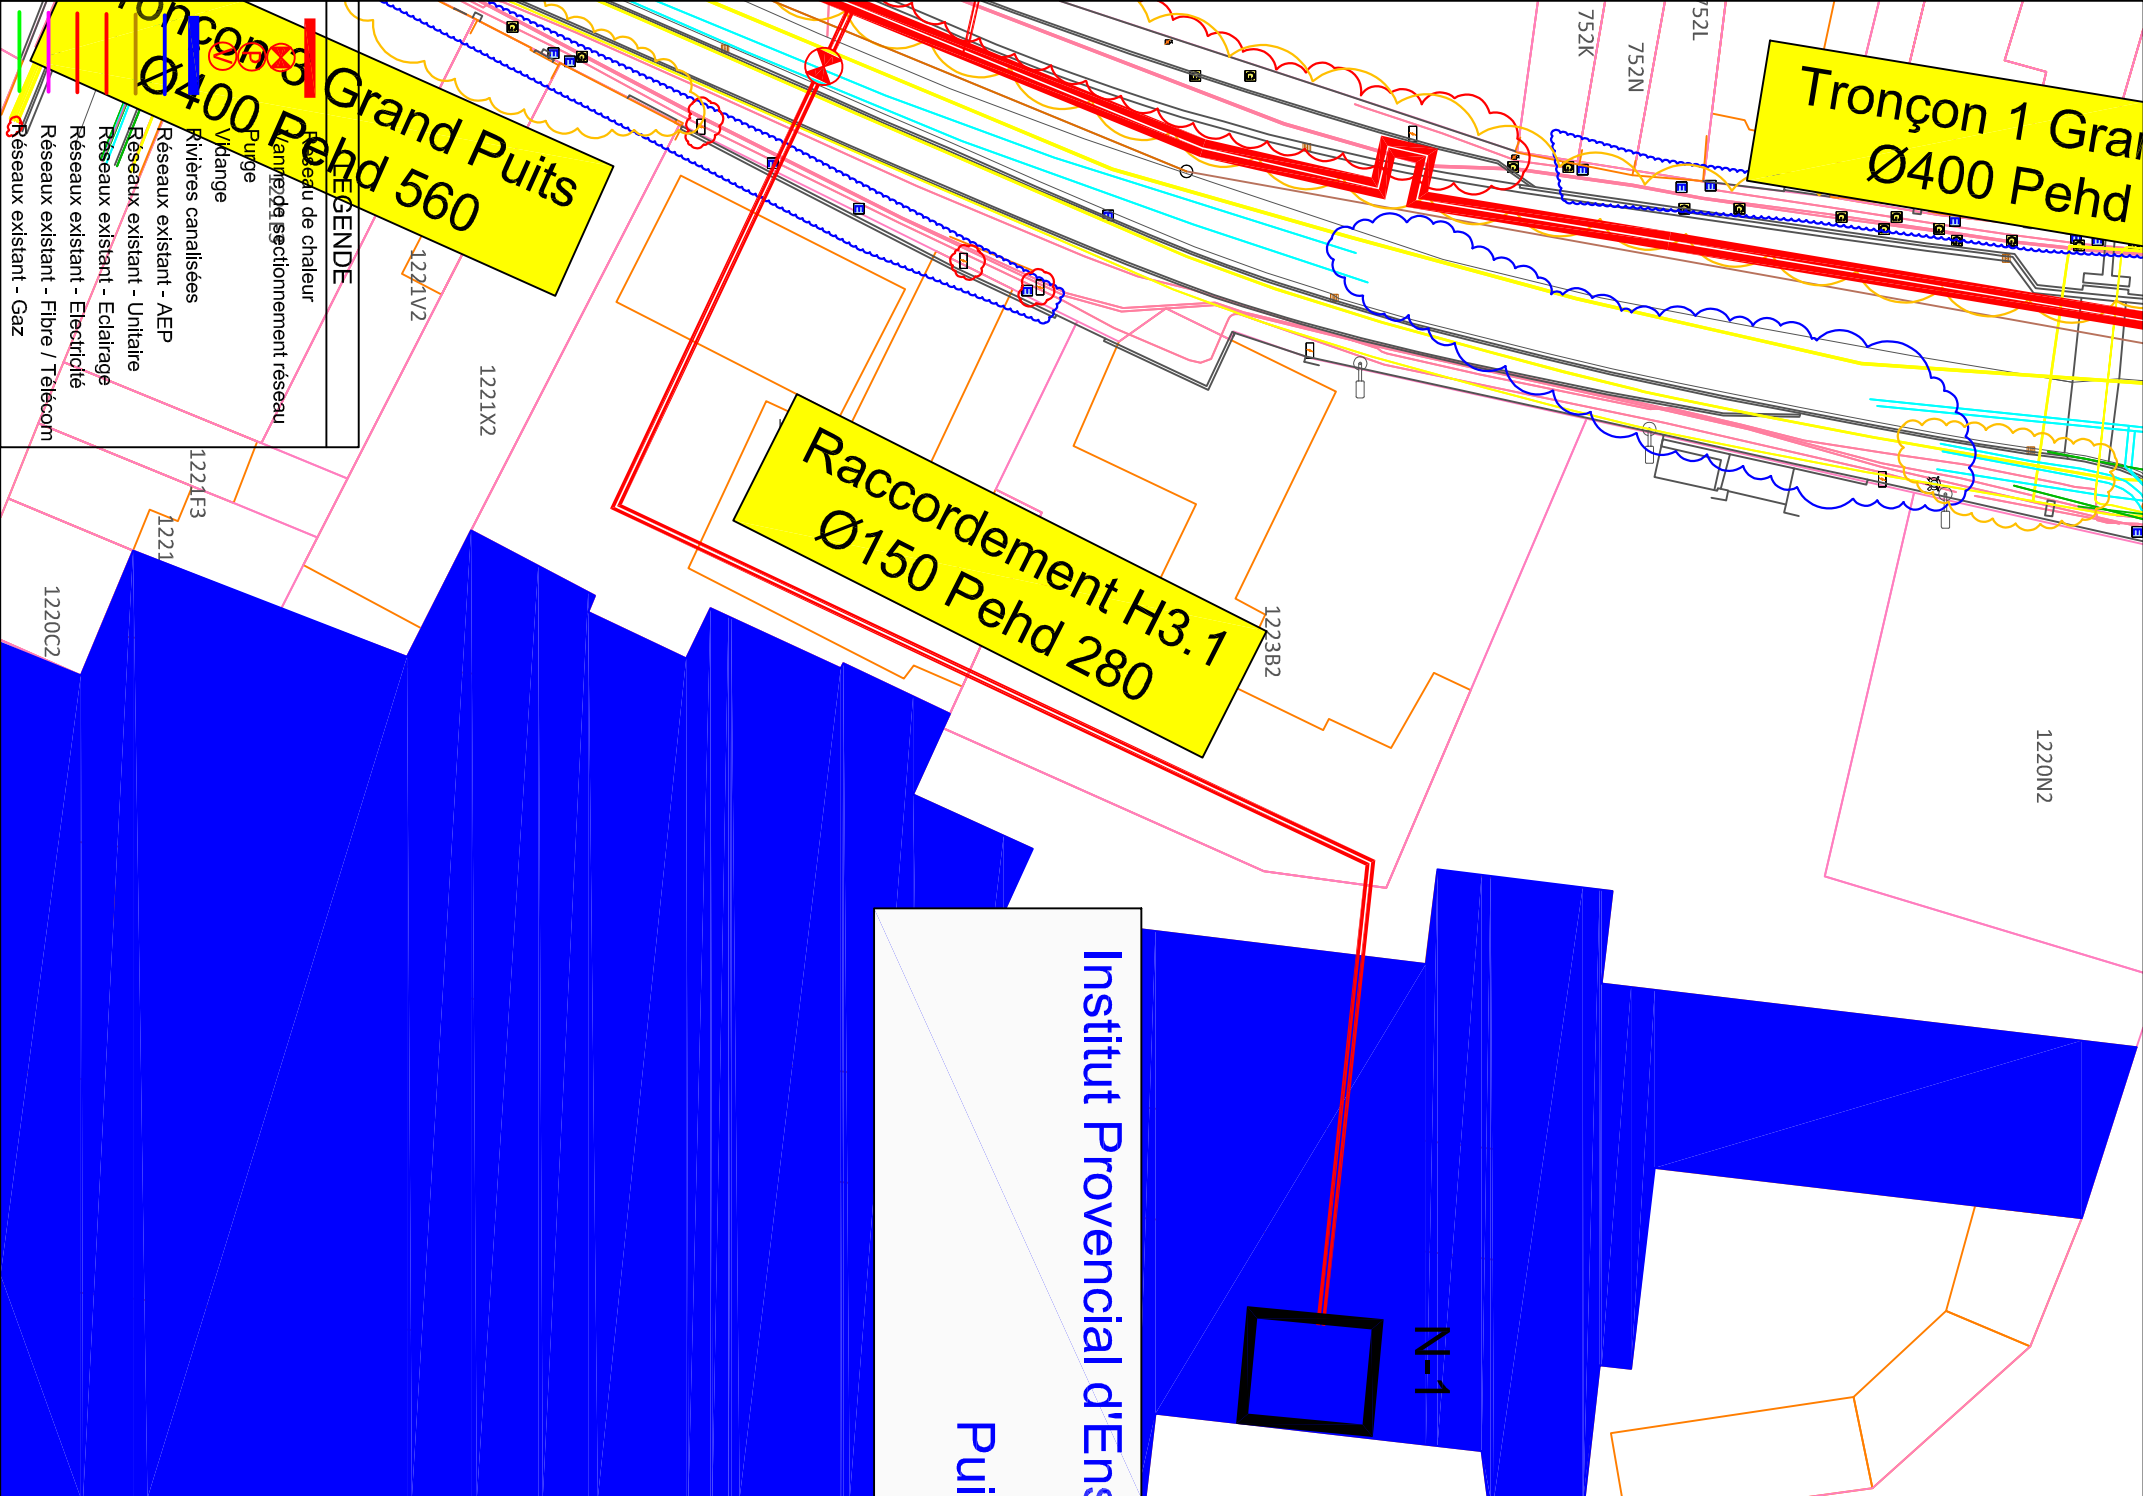 Tronçon 3 Grand Puits
Ø400 Pehd 560
Tronçon 1 Gra
Ø400 Pehd
Raccordement H3.1
Ø150 Pehd 280
LEGENDE
Réseau de chaleur
Vanne de sectionnement réseau
Purge
Vidange
Rivières canalisées
Réseaux existant - AEP
Réseaux existant - Unitaire
Réseaux existant - Eclairage
Réseaux existant - Electricité
Réseaux existant - Fibre / Télécom
Réseaux existant - Gaz
P
V
752K
752N
752L
1221V2
1221X2
1221F3
1221
1220C2
1223B2
1220N2
Institut Provencial d'Ens
Pui
N-1